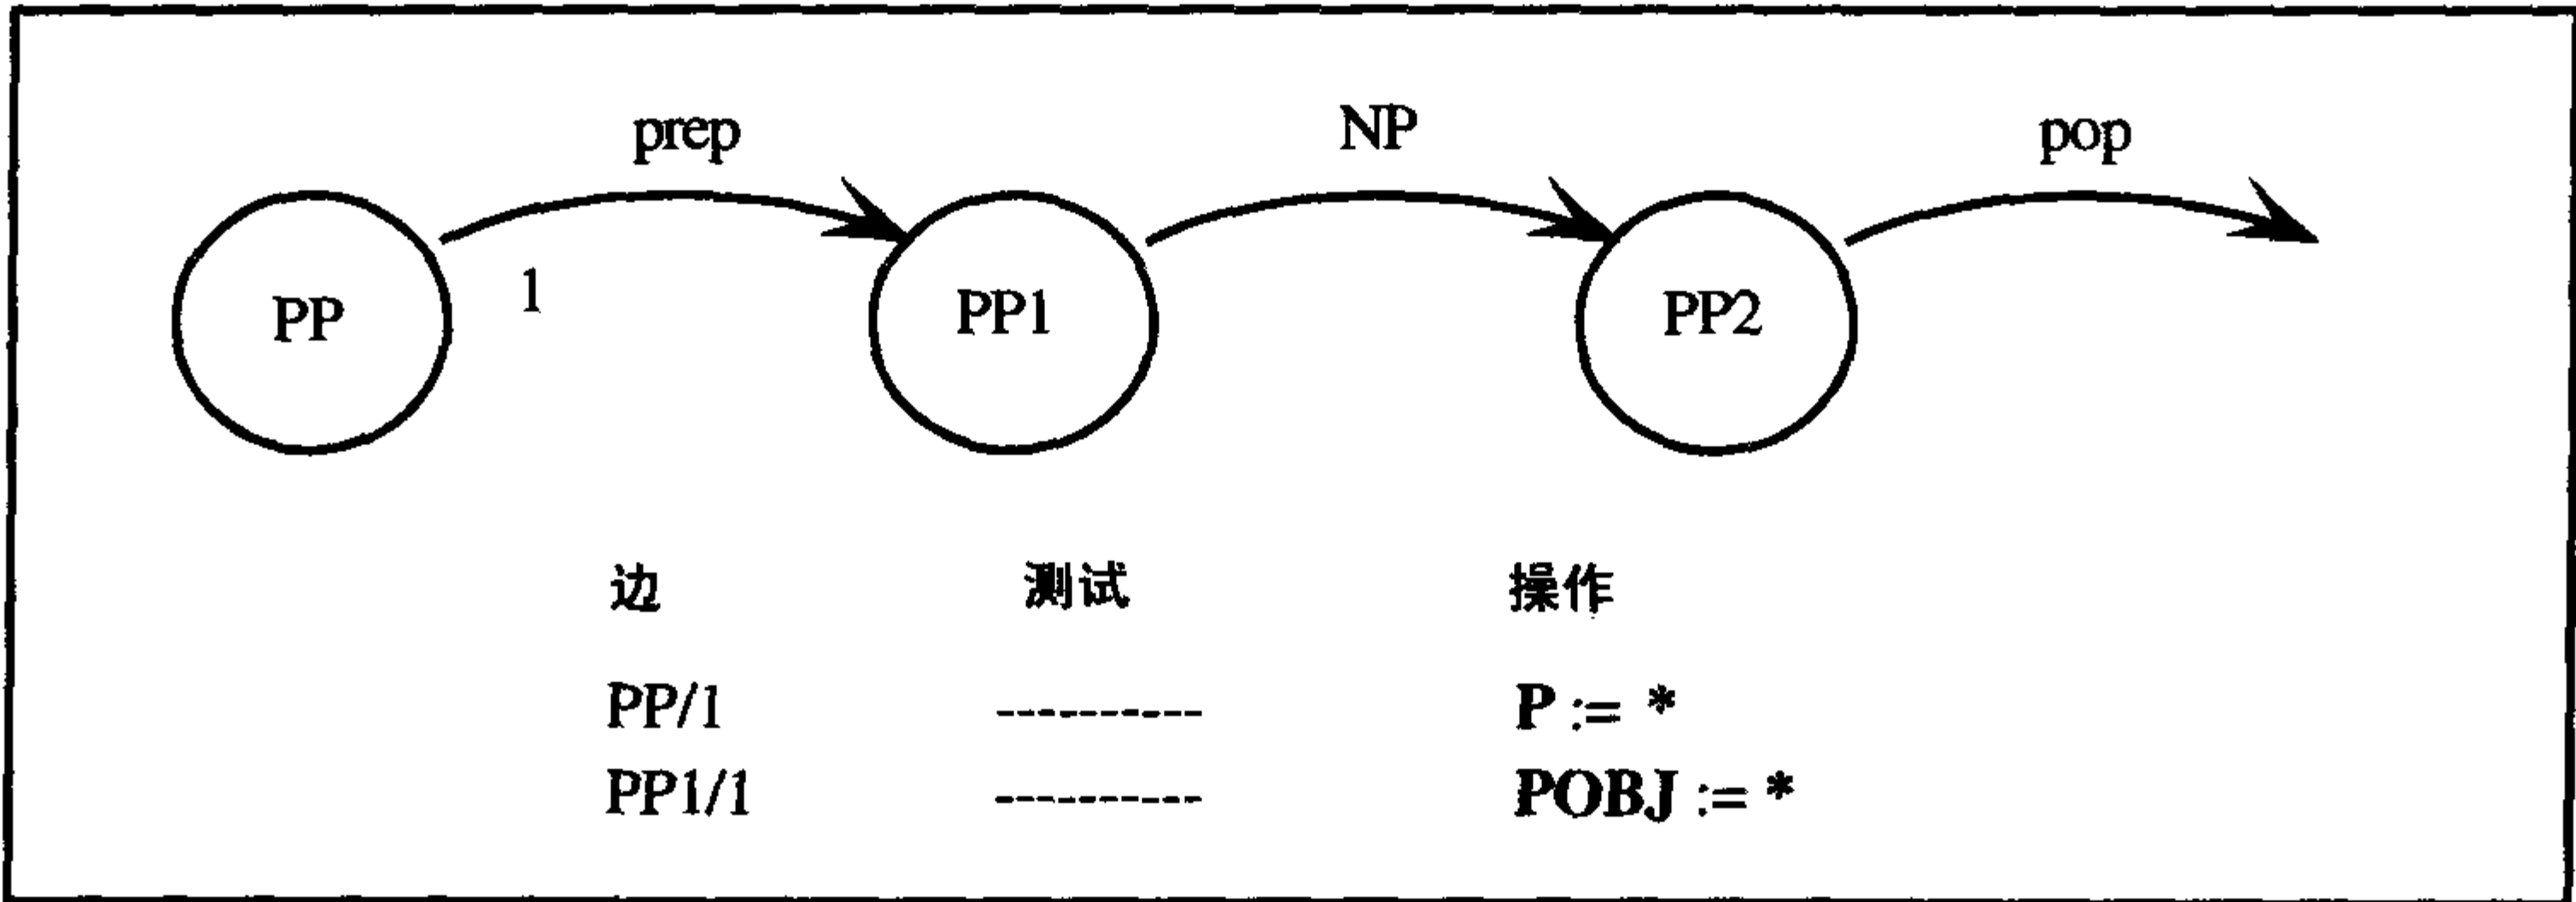 prep NP pop
1
PP PP1 PP2
边 测试 操作
PP/1 ---------- P := *
PP1/1 ---------- POBJ := *